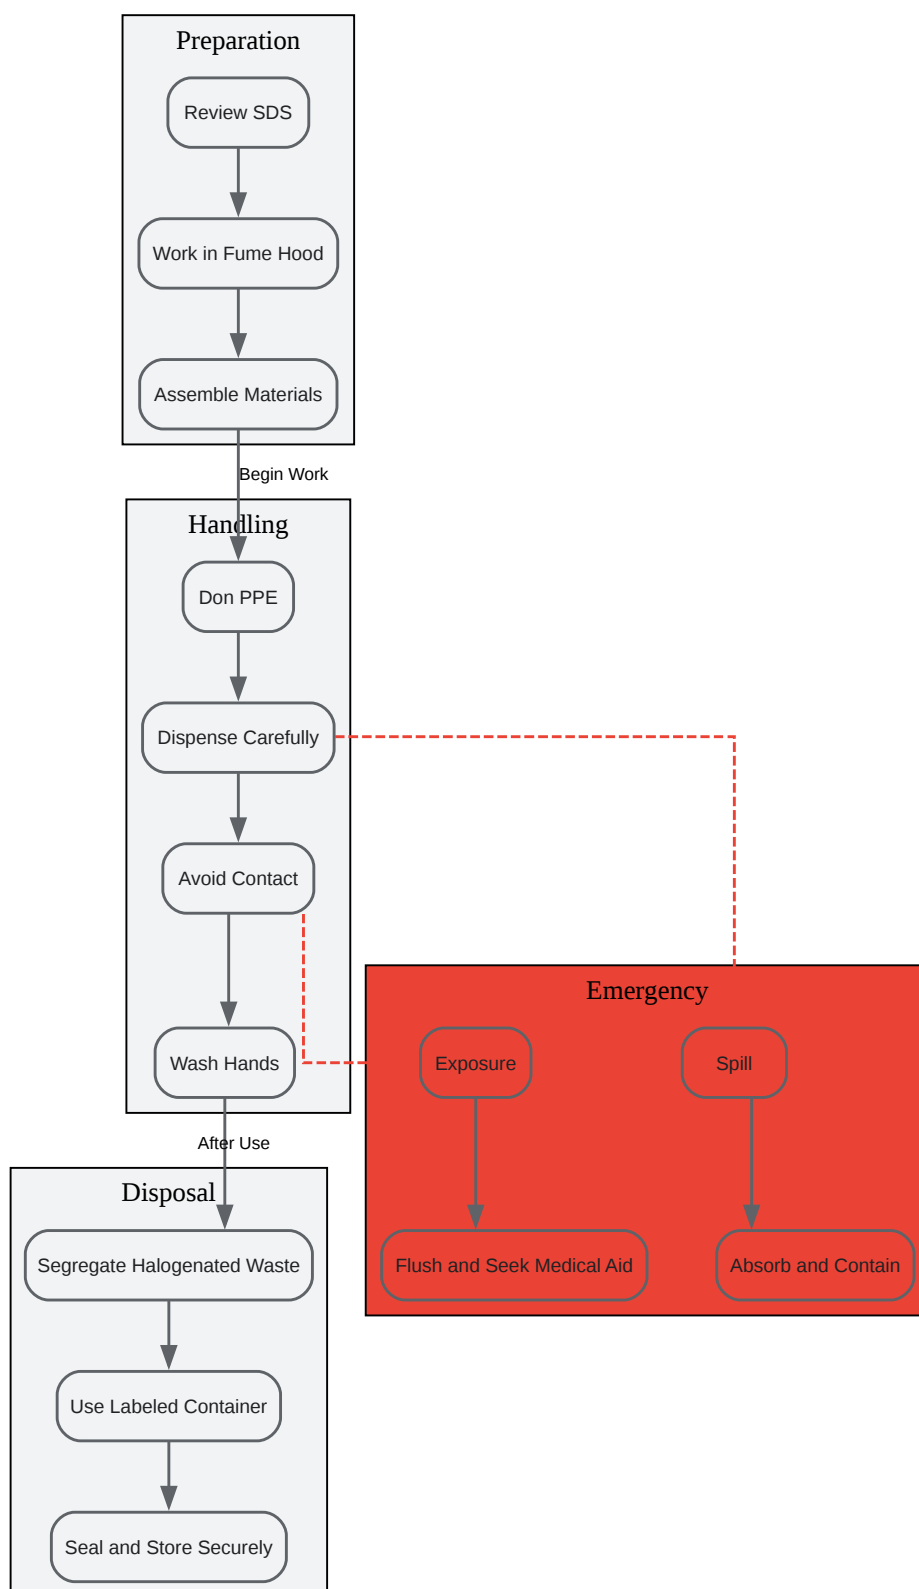 Preparation
Review SDS
Work in Fume Hood
Assemble Materials
Begin Work
Handling
Don PPE
Dispense Carefully
Avoid Contact
Wash Hands
Emergency
Exposure
Spill
Flush and Seek Medical Aid
Absorb and Contain
After Use
Disposal
Segregate Halogenated Waste
Use Labeled Container
Seal and Store Securely